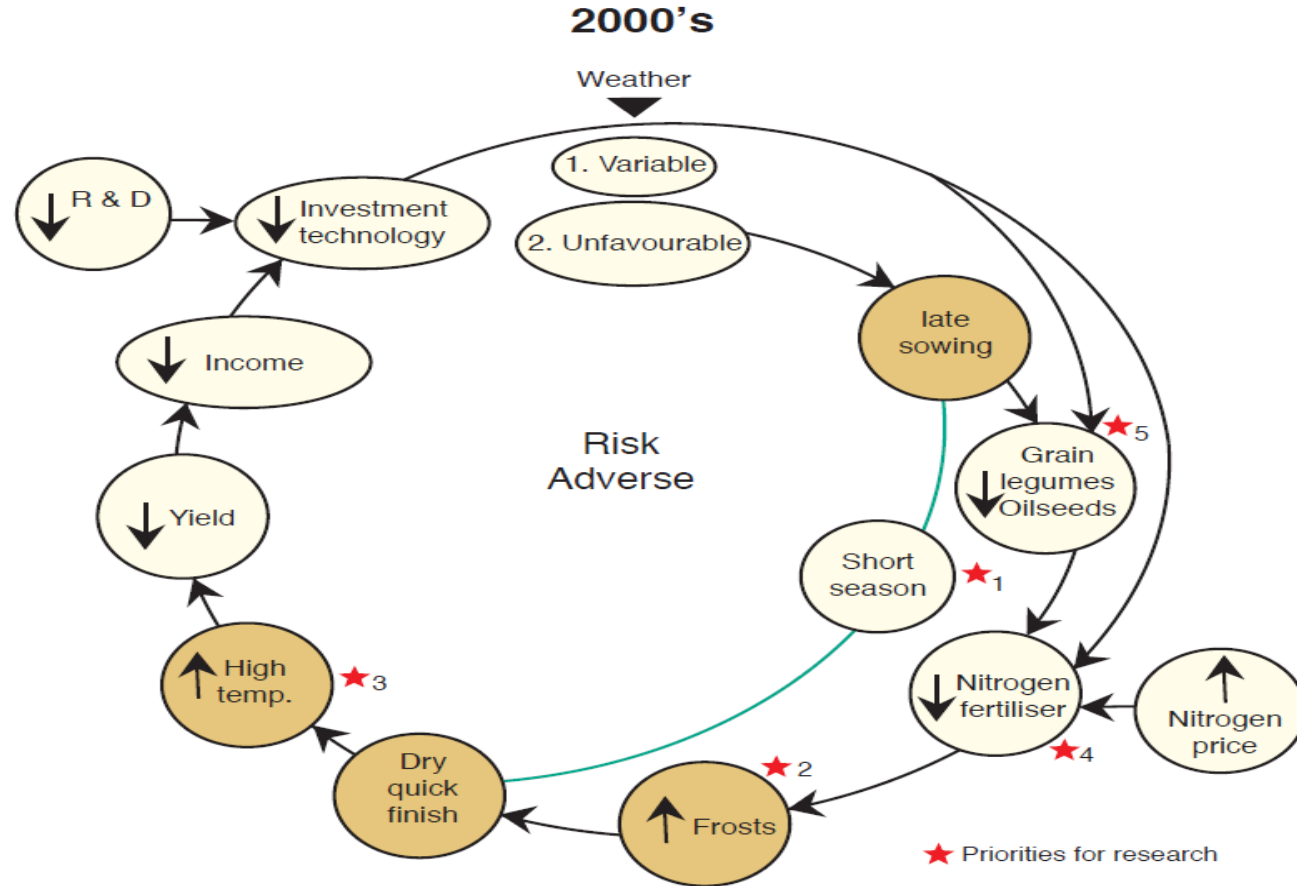 2000's
Weather
1. Variable
2. Unfavourable
R & D
Investment
technology
Income
Yield
High
temp.
Dry
quick
finish
Frosts
Nitrogen
fertiliser
Nitrogen
price
Grain
legumes
Oilseeds
late
sowing
Short
season
Risk
Adverse
5
1
3
4
2
Priorities for research